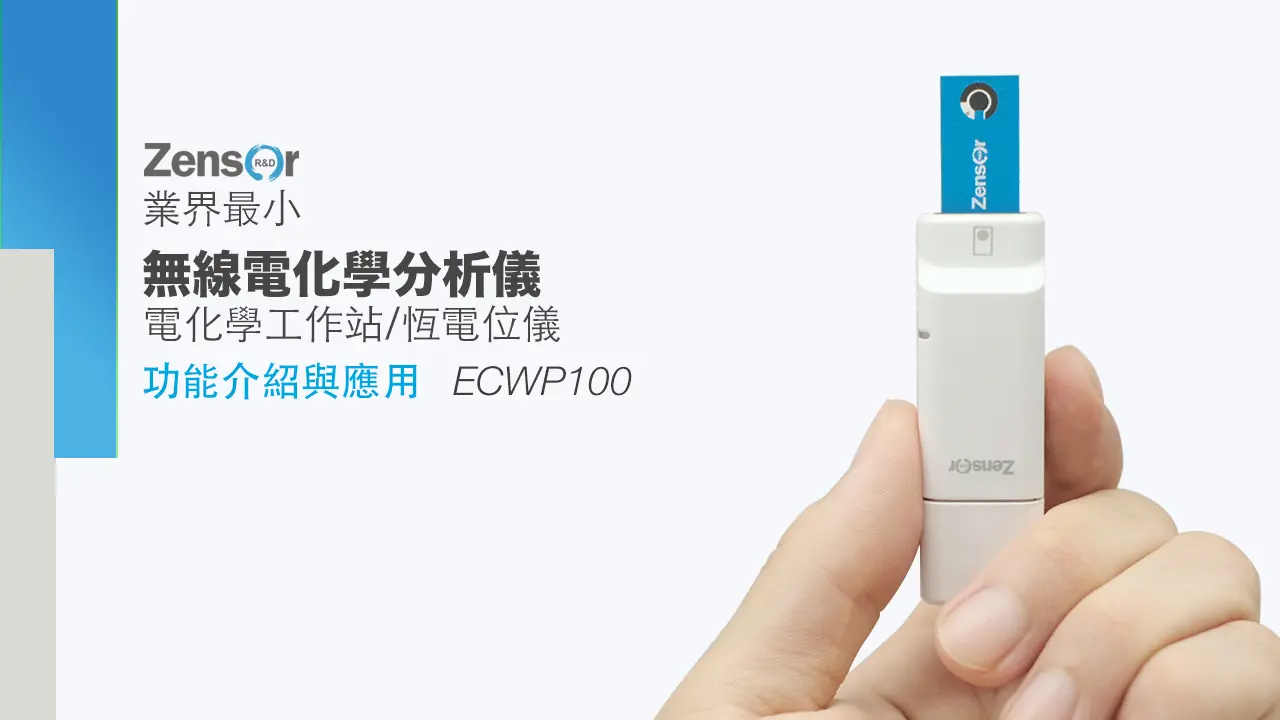 Zensor R&D
業界最小
無線電化學分析儀
電化學工作站/恆電位儀
功能介紹與應用 ECWP100
Zensor
Zensor